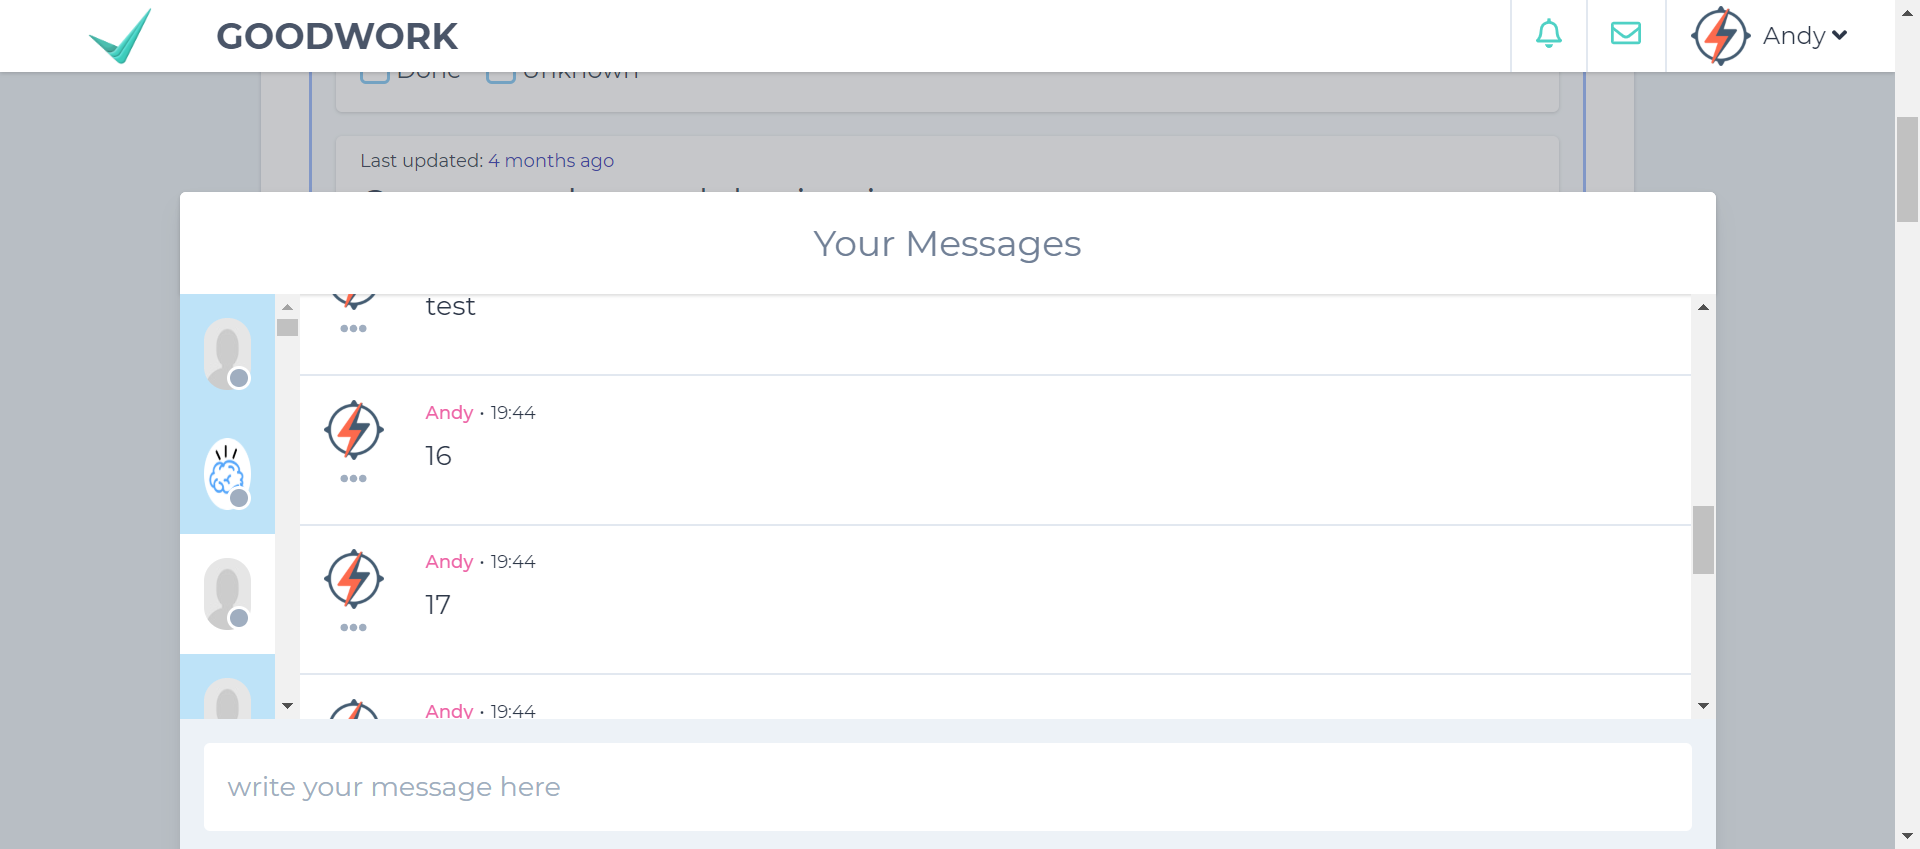 GOODWORK
Andy
Done Unknown
Last updated: 4 months ago
Your Messages
test
Andy • 19:44
16
Andy • 19:44
17
Andy • 19:44
write your message here